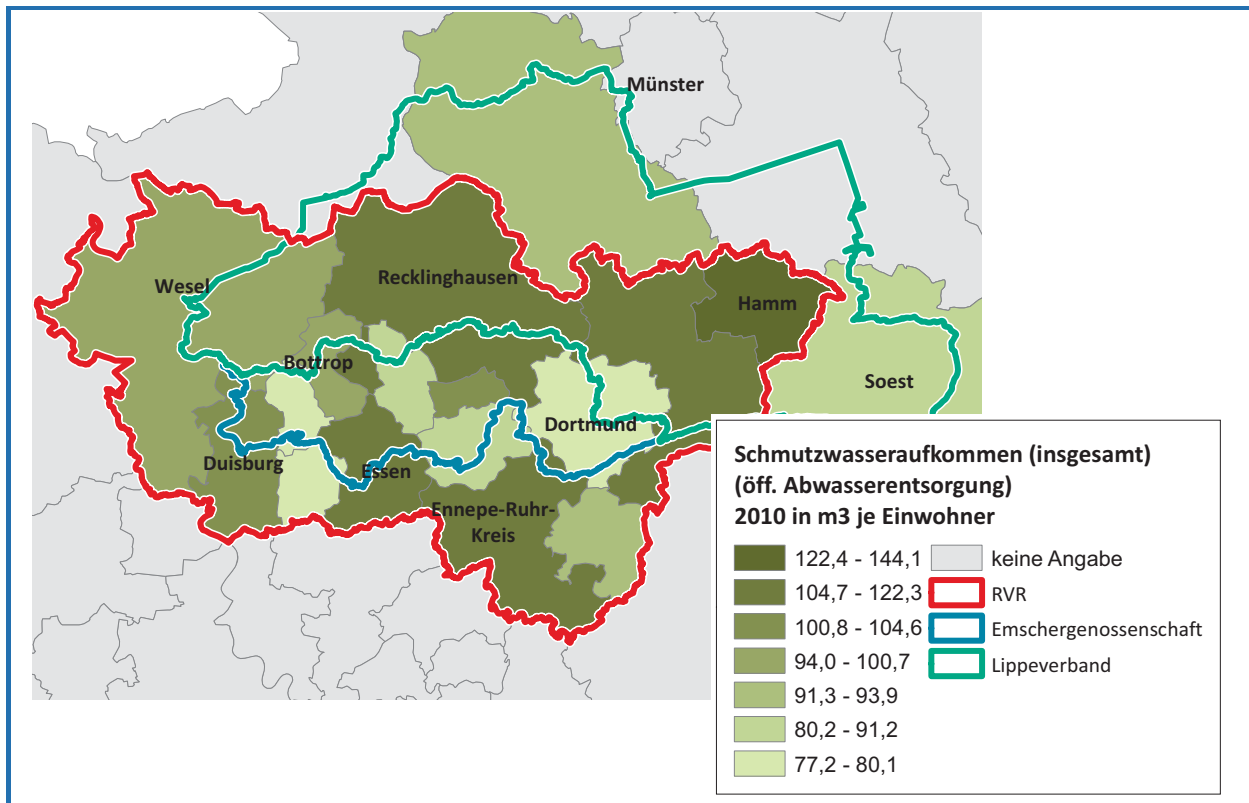 Münster
Recklinghausen
Wesel
Hamm
Bottrop
Soest
Dortmund
Duisburg
Essen
Ennepe-Ruhr-
Kreis
Schmutzwasseraufkommen (insgesamt)
(öff. Abwasserentsorgung)
2010 in m3 je Einwohner
122,4 - 144,1
104,7 - 122,3
100,8 - 104,6
94,0 - 100,7
91,3 - 93,9
80,2 - 91,2
77,2 - 80,1
keine Angabe
RVR
Emschergenossenschaft
Lippeverband